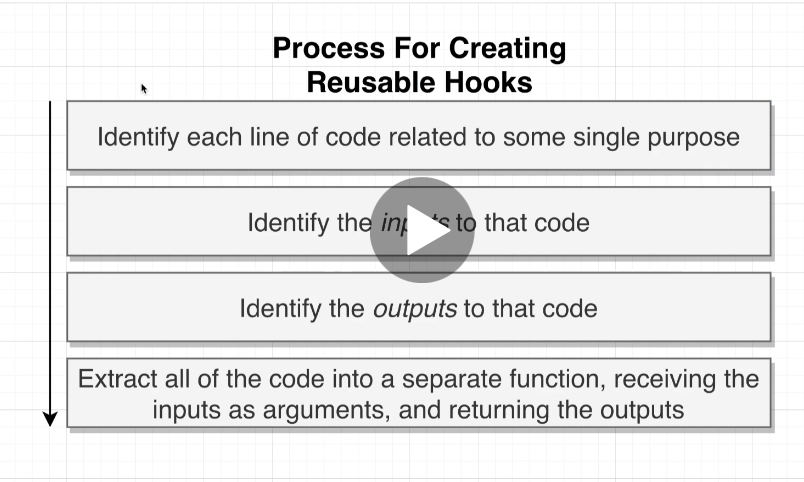 Process For Creating
Reusable Hooks
Identify each line of code related to some single purpose
Identify the inputs to that code
Identify the outputs to that code
Extract all of the code into a separate function, receiving the
inputs as arguments, and returning the outputs